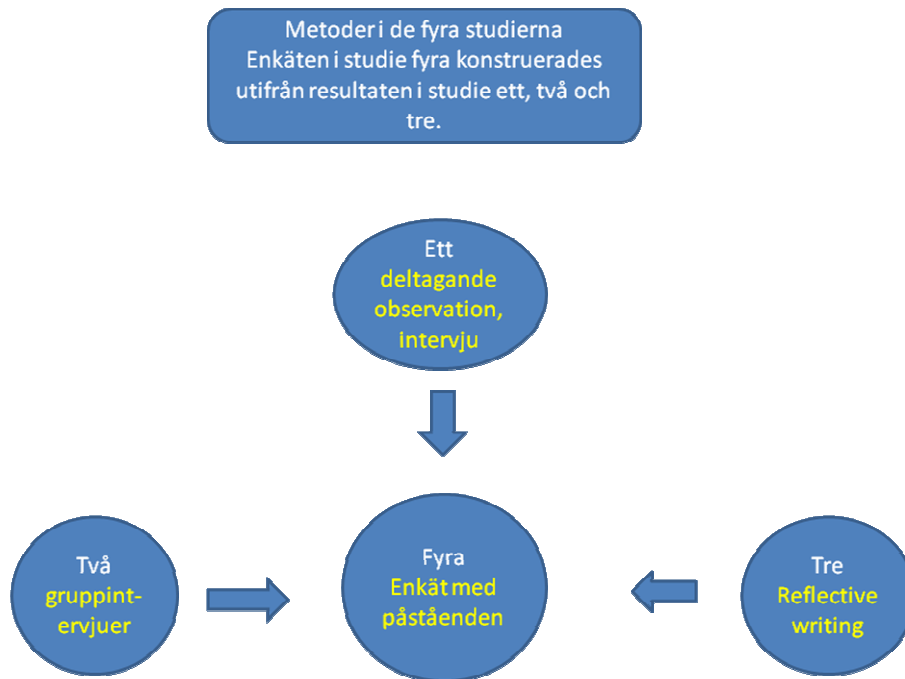 Metoder i de fyra studierna
Enkäten i studie fyra konstruerades
utifrån resultaten i studie ett, två och
tre.
Ett
deltagande
observation,
intervju
Två
gruppint-
ervjuer
Fyra
Enkät med
påståenden
Tre
Reflective
writing